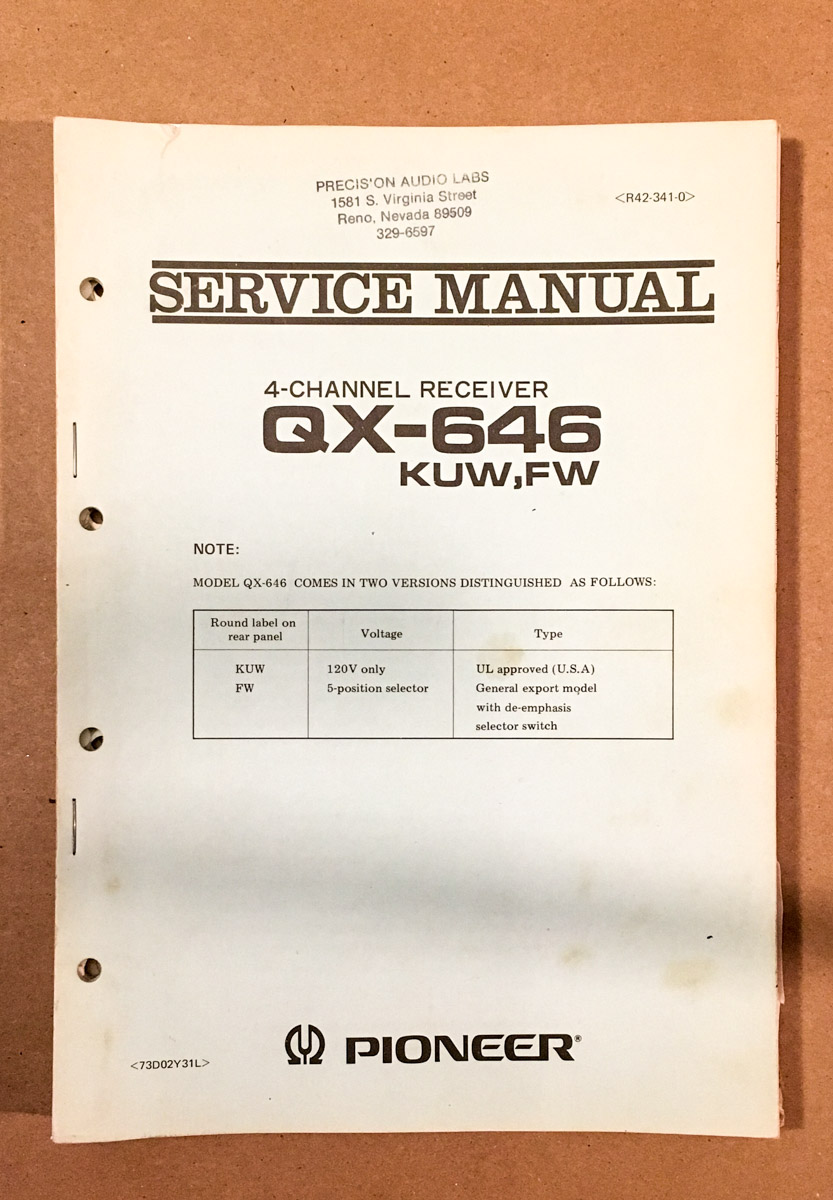 PRECIS'ON AUDIO LABS
1581 S. Virginia Street
Reno, Nevada 89509
329-6597
<R42-341-0>
SERVICE MANUAL
4-CHANNEL RECEIVER
QX-646
KUW,FW
NOTE:
MODEL QX-646 COMES IN TWO VERSIONS DISTINGUISHED AS FOLLOWS:
Round label on rear panel Voltage Type
KUW 120V only UL approved (U.S.A)
FW 5-position selector General export model
with de-emphasis
selector switch
PIONEER®
<73D02Y31L>